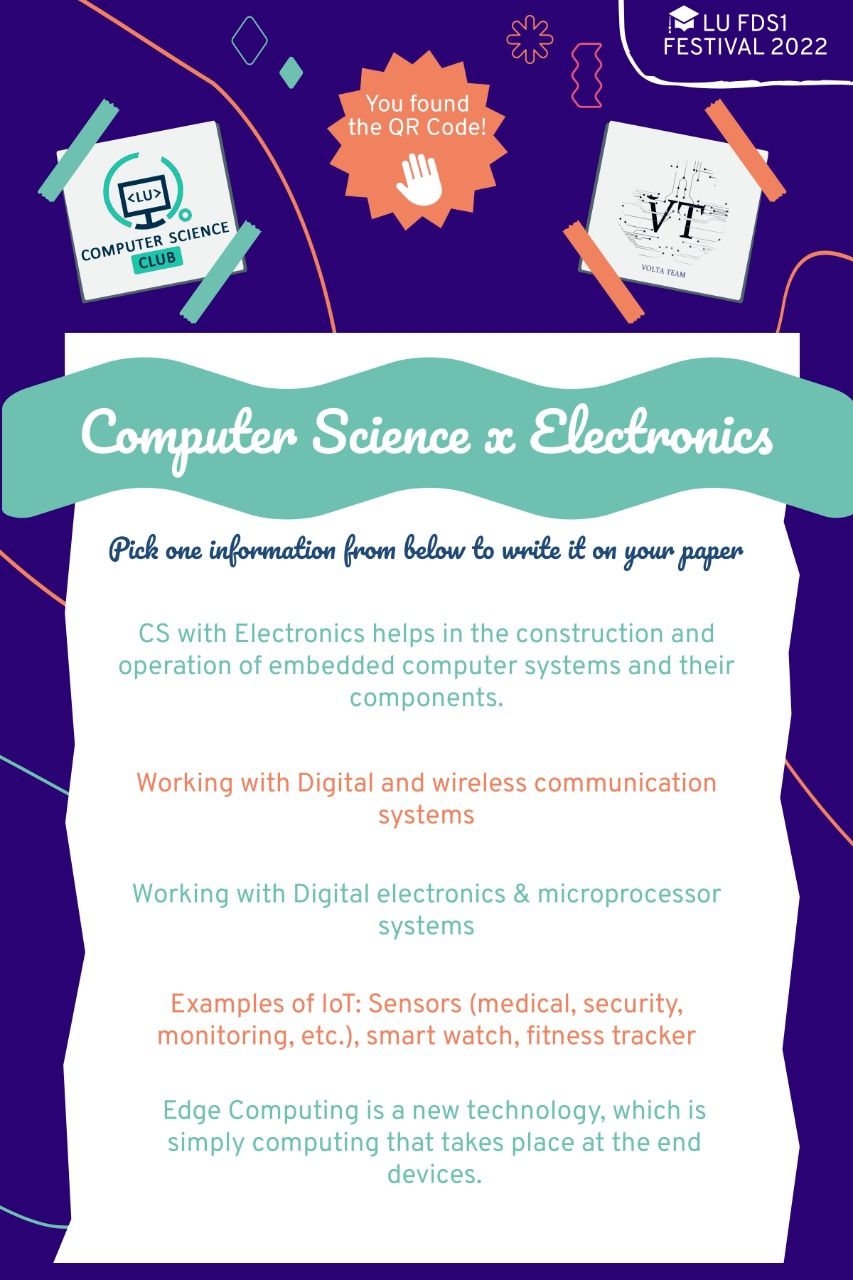 LU FDS1
FESTIVAL 2022
You found
the QR Code!
<LU>
COMPUTER SCIENCE
CLUB
VT
VOLTA TEAM
Computer Science x Electronics
Pick one information from below to write it on your paper
CS with Electronics helps in the construction and
operation of embedded computer systems and their
components.
Working with Digital and wireless communication
systems
Working with Digital electronics & microprocessor
systems
Examples of IoT: Sensors (medical, security,
monitoring, etc.), smart watch, fitness tracker
Edge Computing is a new technology, which is
simply computing that takes place at the end
devices.